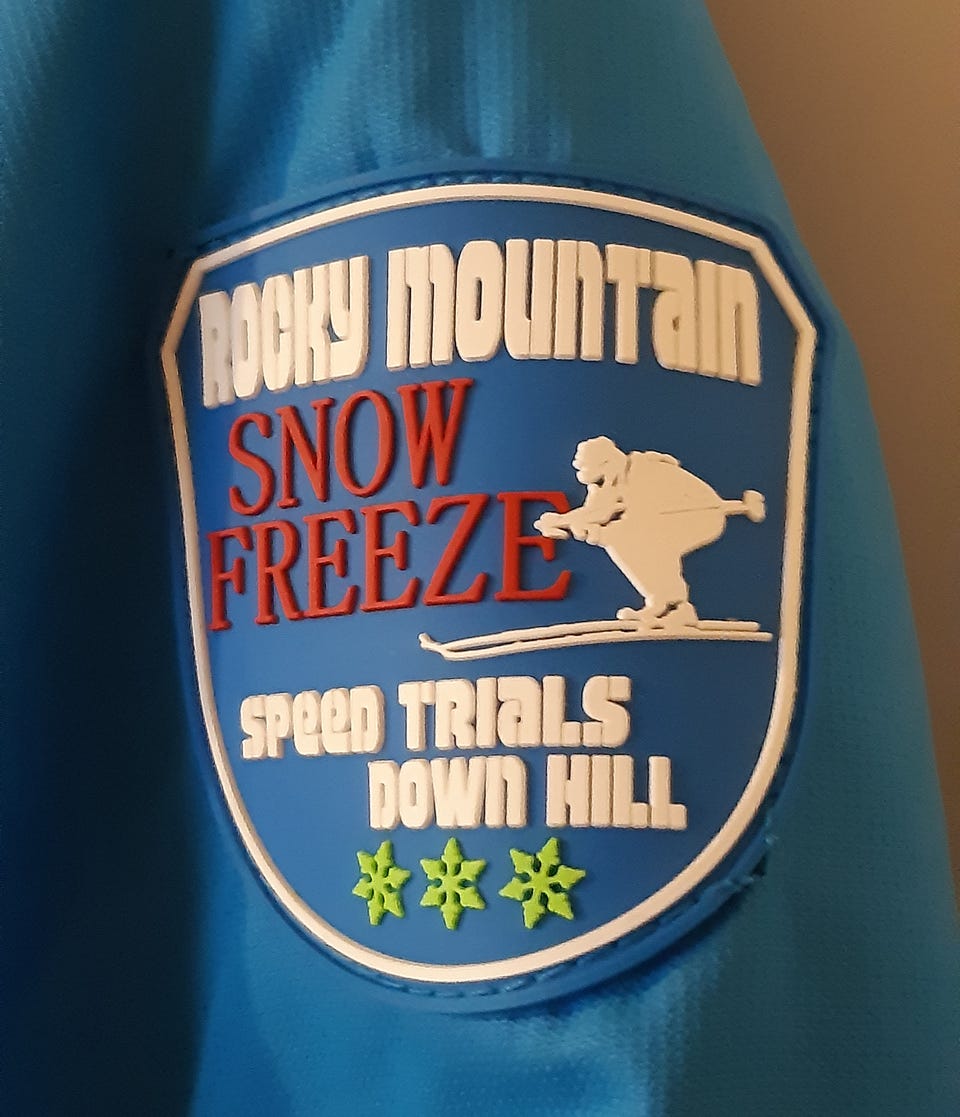 ROCKY MOUNTAIN
SNOW
FREEZE
SPEED TRIALS
DOWN HILL